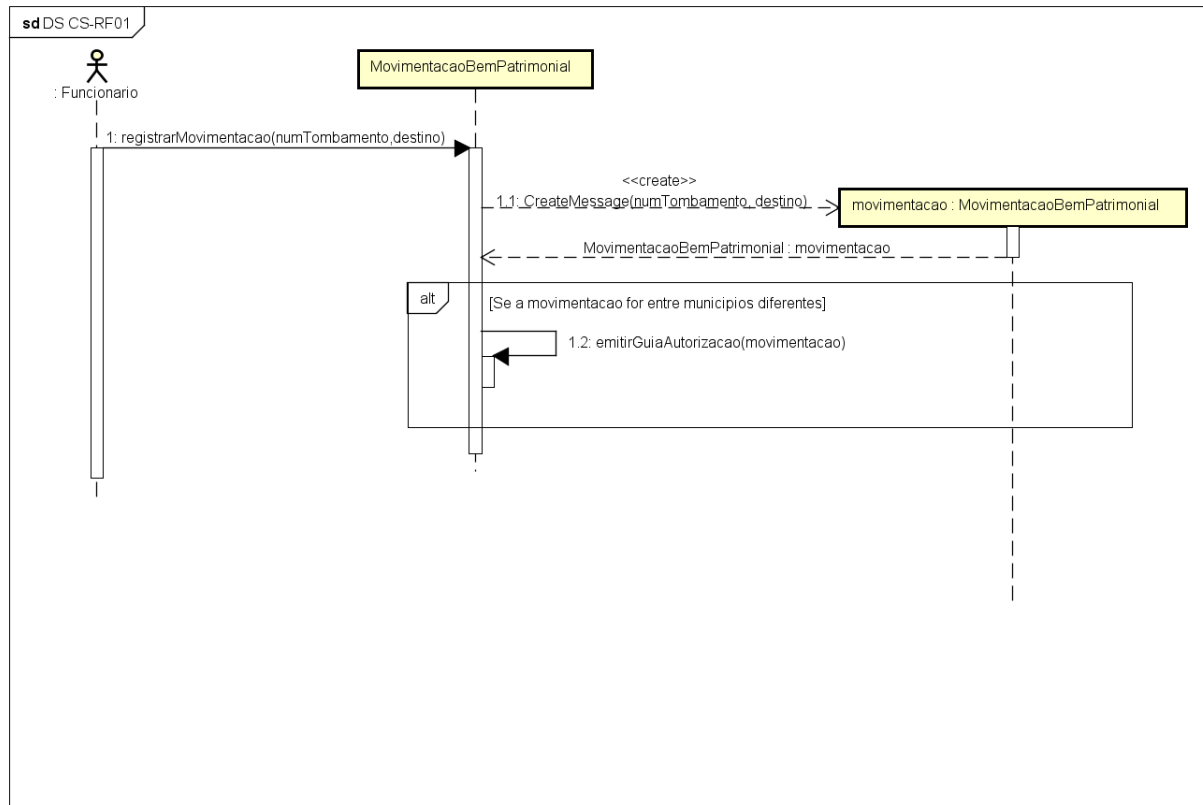 sd DS CS-RF01
: Funcionario
MovimentacaoBemPatrimonial
1: registrarMovimentacao(numTombamento,destino)
<<create>>
1.1: CreateMessage(numTombamento, destino)
movimentacao : MovimentacaoBemPatrimonial
MovimentacaoBemPatrimonial : movimentacao
alt
[Se a movimentacao for entre municipios diferentes]
1.2: emitirGuiaAutorizacao(movimentacao)